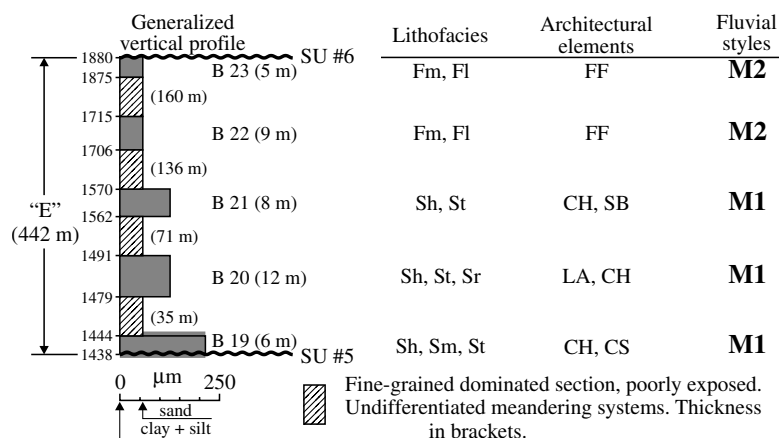 Generalized vertical profile
Lithofacies
Architectural elements
Fluvial styles
1880
SU #6
B 23 (5 m)
Fm, Fl
FF
M2
1875
(160 m)
1715
B 22 (9 m)
Fm, Fl
FF
M2
1706
(136 m)
1570
B 21 (8 m)
Sh, St
CH, SB
M1
1562
“E”
(442 m)
(71 m)
1491
B 20 (12 m)
Sh, St, Sr
LA, CH
M1
1479
(35 m)
1444
B 19 (6 m)
Sh, Sm, St
CH, CS
M1
1438
SU #5
0 µm 250
sand
clay + silt
Fine-grained dominated section, poorly exposed.
Undifferentiated meandering systems. Thickness
in brackets.